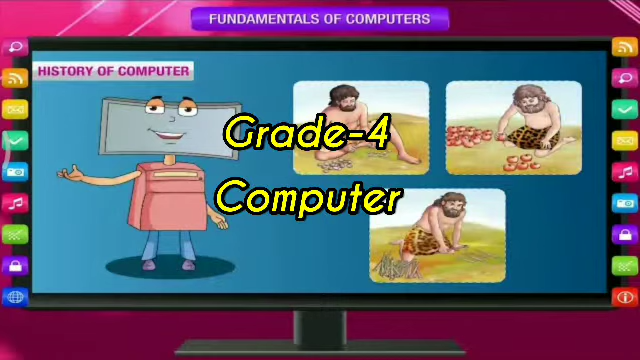 FUNDAMENTALS OF COMPUTERS
HISTORY OF COMPUTER
Grade-4
Computer